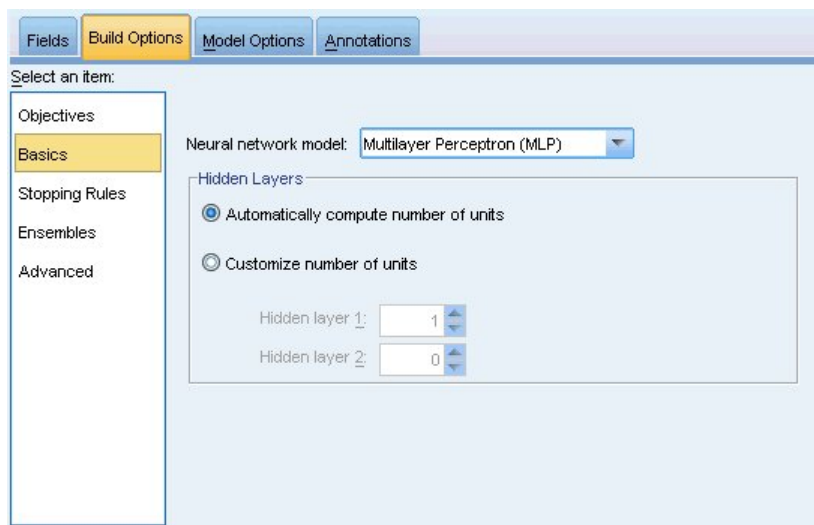 Fields Build Options Model Options Annotations
Select an item:
Objectives
Basics
Stopping Rules
Ensembles
Advanced
Neural network model: Multilayer Perceptron (MLP)
Hidden Layers
Automatically compute number of units
Customize number of units
Hidden layer 1: 1
Hidden layer 2: 0